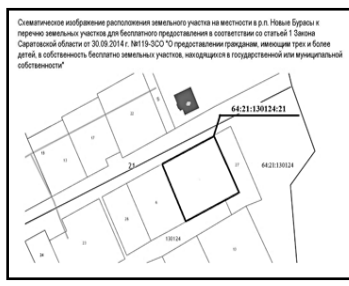 Схематическое изображение расположения земельного участка на местности в р.п. Новые Бурасы к
перечню земельных участков для бесплатного предоставления в соответствии со статьей 1 Закона
Саратовской области от 30.09.2014 г. №119-ЗСО "О предоставлении гражданам, имеющим трех и более
детей, в собственность бесплатно земельных участков, находящихся в государственной или муниципальной
собственности"
64:21:130124:21
21
64:21:130124
130124